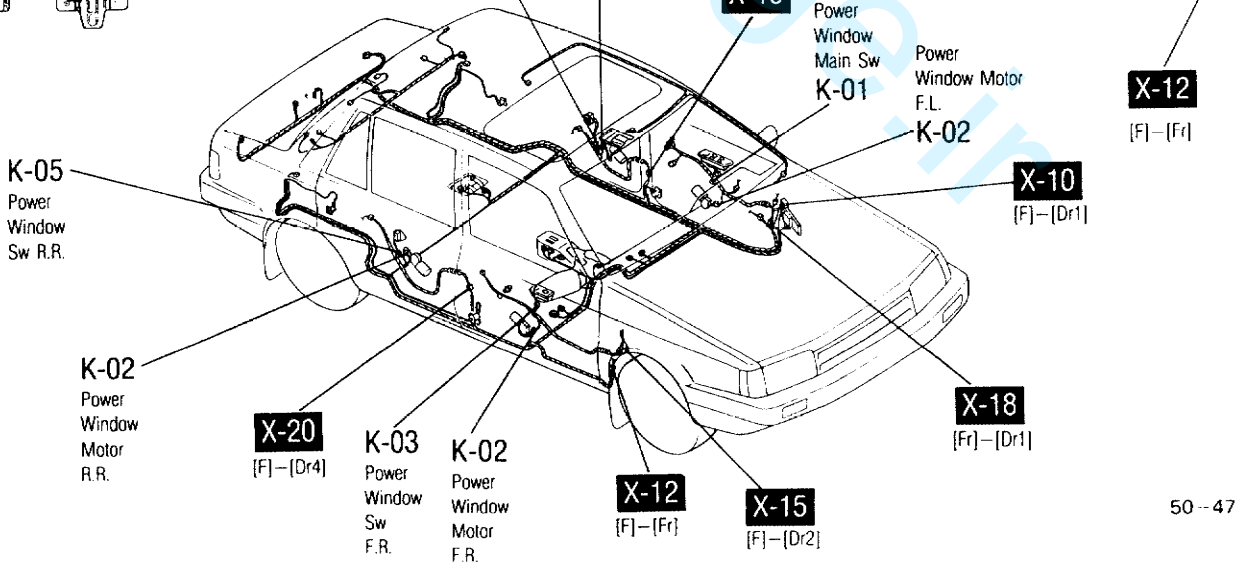 Power
Window
Main Sw
K-01
Power
Window Motor
F.L.
K-02
X-12
[F]–[Fr]
X-10
[F]–[Dr1]
K-05
Power
Window
Sw R.R.
K-02
Power
Window
Motor
R.R.
X-20
[F]–[Dr4]
K-03
Power
Window
Sw
F.R.
K-02
Power
Window
Motor
F.R.
X-12
[F]–[Fr]
X-15
[F]–[Dr2]
X-18
[Fr]–[Dr1]
50--47